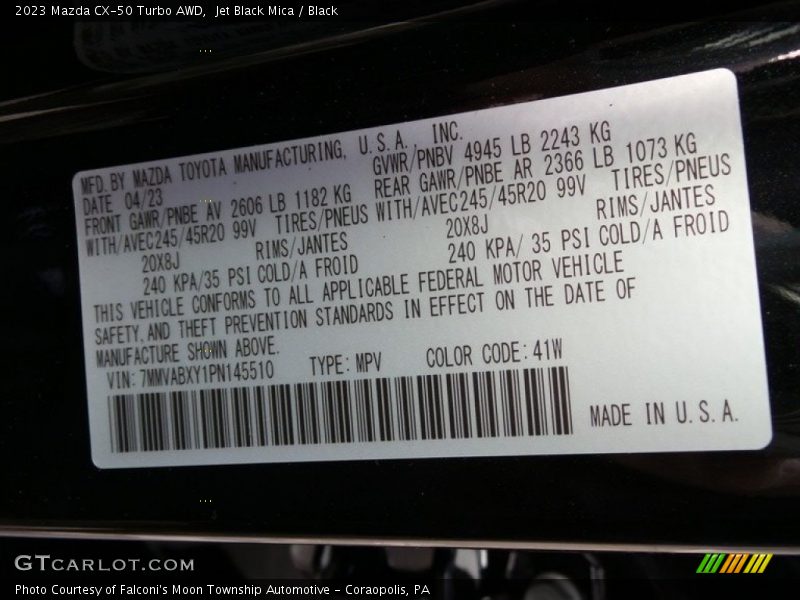 2023 Mazda CX-50 Turbo AWD,  Jet Black Mica / Black
MFD.BY MAZDA TOYOTA MANUFACTURING, U.S.A., INC.
DATE 04/23
GVWR/PNBV 4945 LB 2243 KG
FRONT GAWR/PNBE AV 2606 LB 1182 KG
REAR GAWR/PNBE AR 2366 LB 1073 KG
WITH/AVEC245/45R20 99V TIRES/PNEUS
WITH/AVEC245/45R20 99V TIRES/PNEUS
20X8J RIMS/JANTES
20X8J RIMS/JANTES
240 KPA/35 PSI COLD/A FROID
240 KPA/ 35 PSI COLD/A FROID
THIS VEHICLE CONFORMS TO ALL APPLICABLE FEDERAL MOTOR VEHICLE
SAFETY,AND THEFT PREVENTION STANDARDS IN EFFECT ON THE DATE OF
MANUFACTURE SHOWN ABOVE.
VIN: 7MMVABXY1PN145510 TYPE: MPV COLOR CODE: 41W
MADE IN U.S.A.
GTCARLOT.COM
Photo Courtesy of Falconi's Moon Township Automotive - Coraopolis, PA